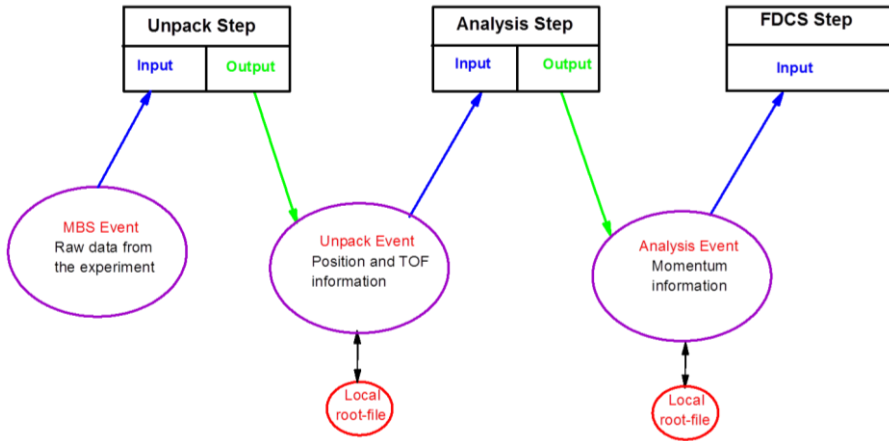 Unpack Step
Input
Output
Analysis Step
Input
Output
FDCS Step
Input
MBS Event
Raw data from
the experiment
Unpack Event
Position and TOF
information
Analysis Event
Momentum
information
Local
root-file
Local
root-file